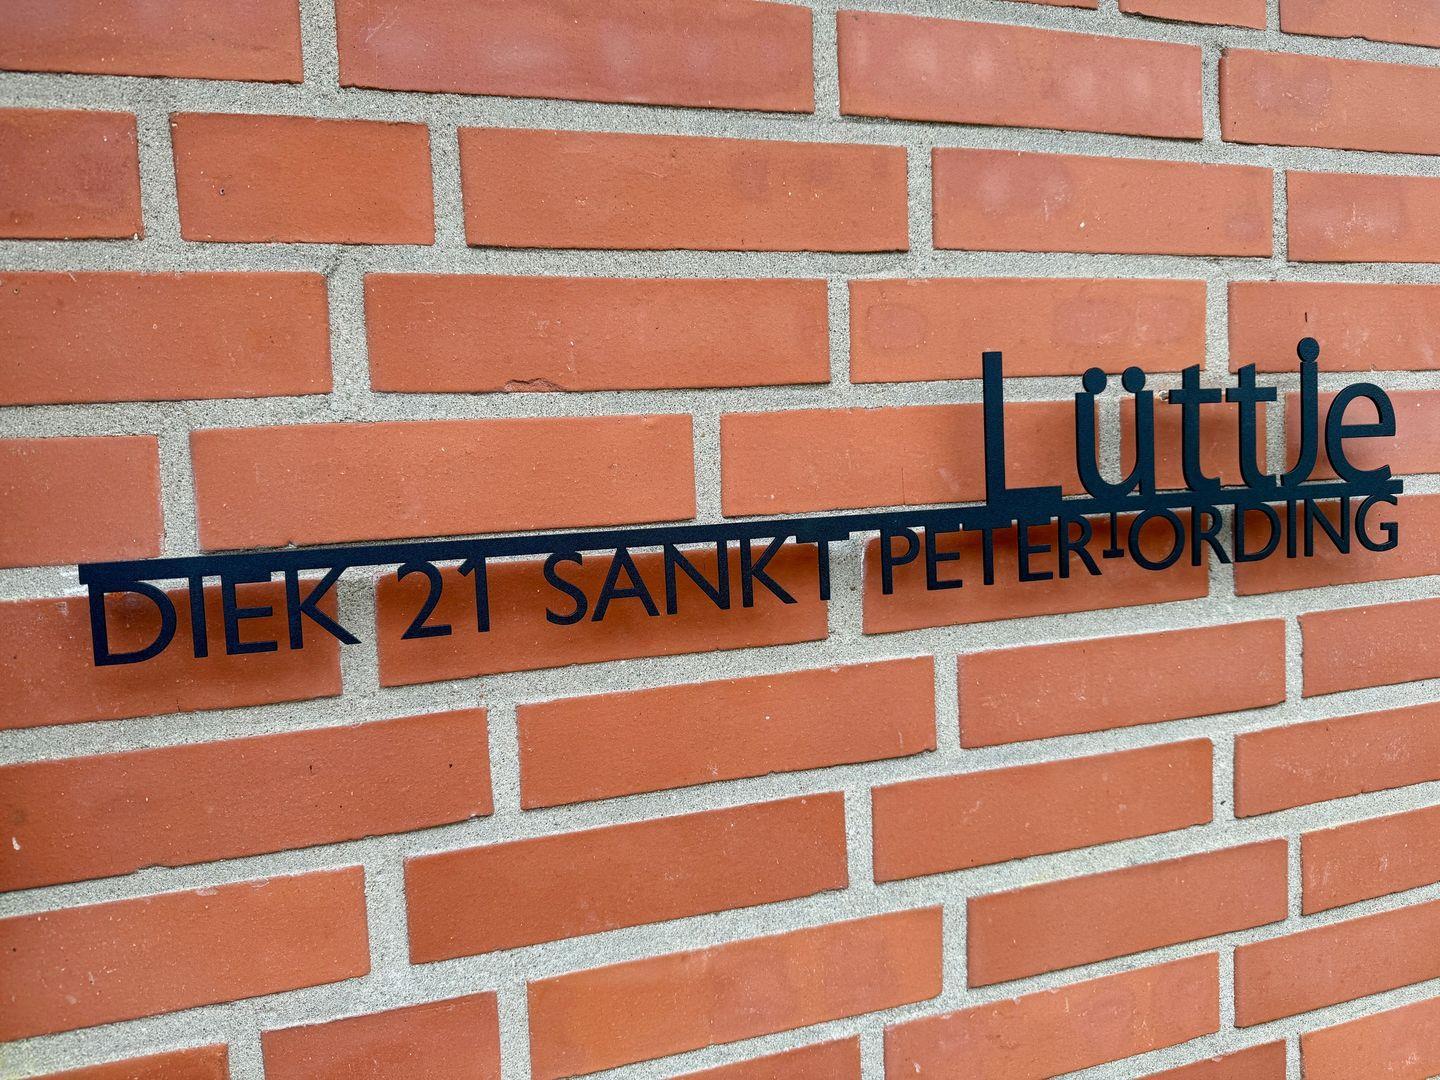 Lüttje
DIEK 21 SANKT PETER-ORDING